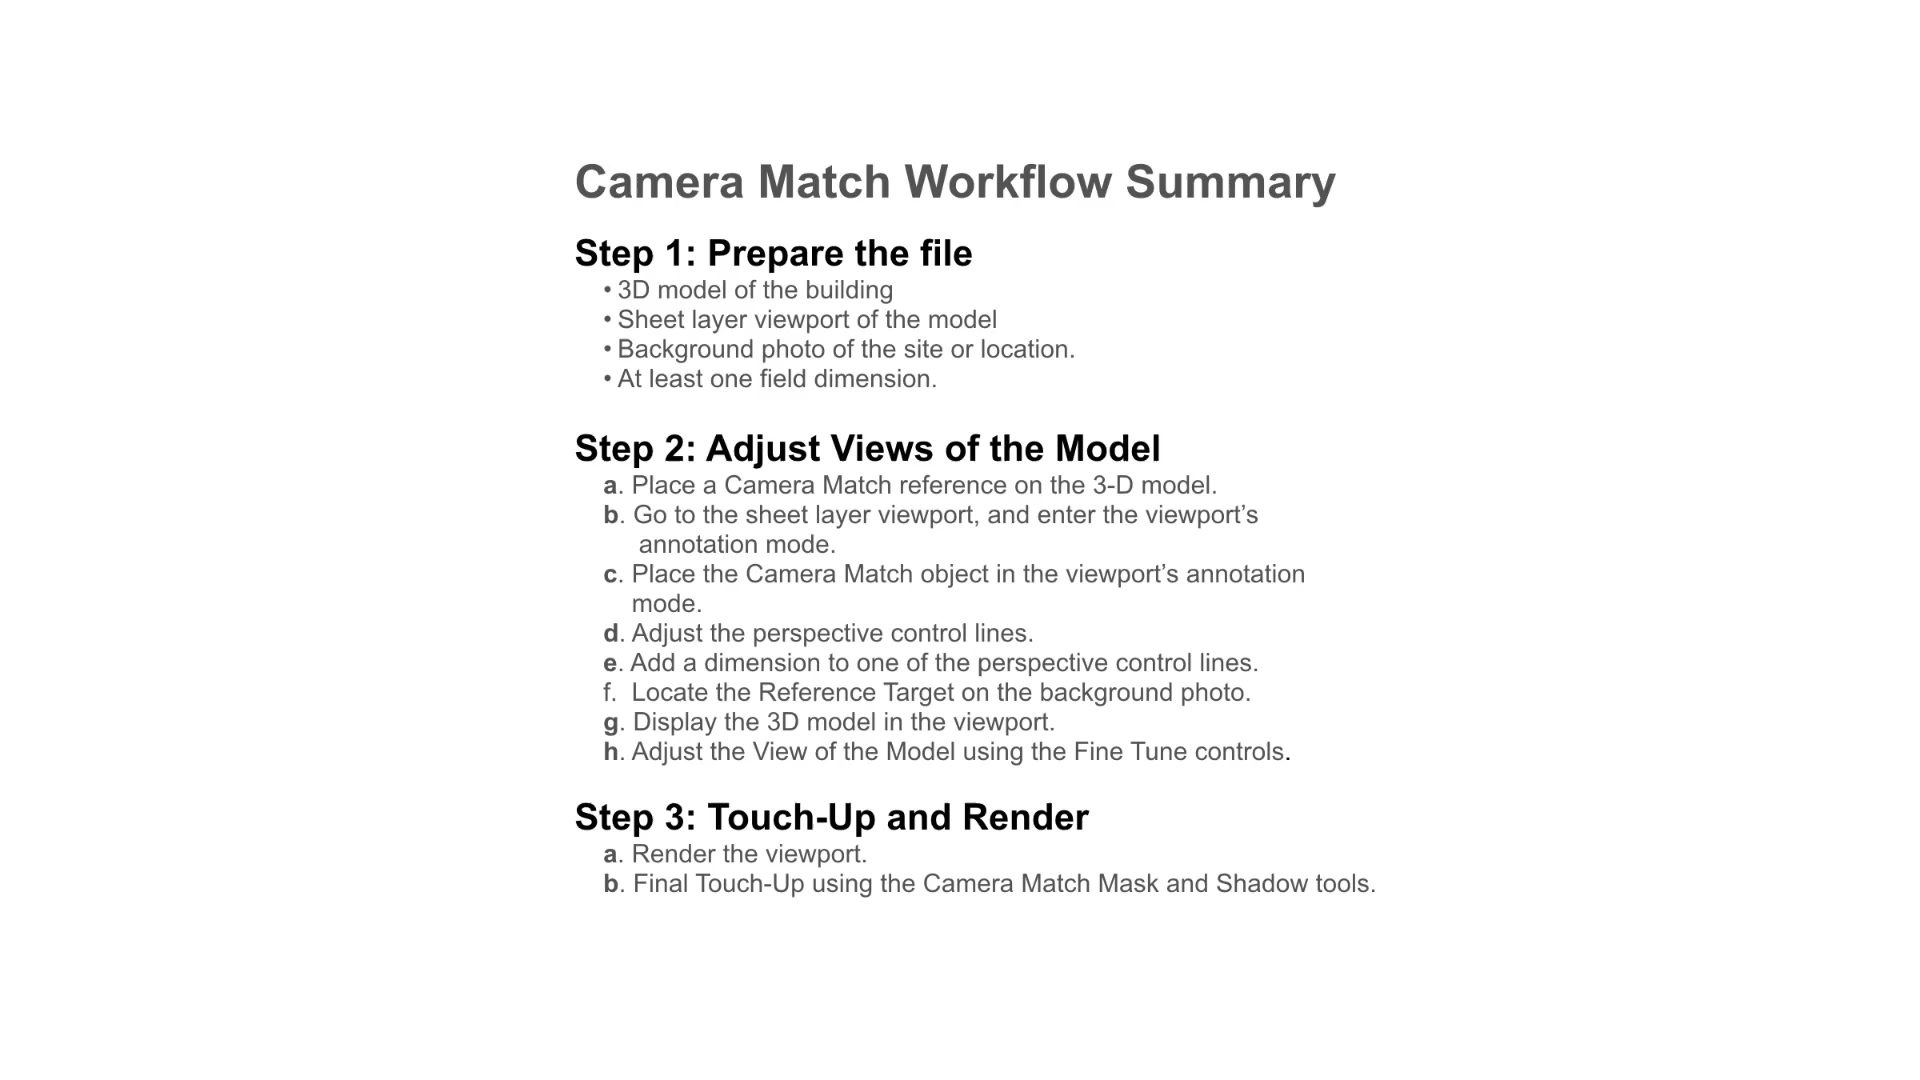 Camera Match Workflow Summary
Step 1: Prepare the file
• 3D model of the building
• Sheet layer viewport of the model
• Background photo of the site or location.
• At least one field dimension.
Step 2: Adjust Views of the Model
a. Place a Camera Match reference on the 3-D model.
b. Go to the sheet layer viewport, and enter the viewport’s
annotation mode.
c. Place the Camera Match object in the viewport’s annotation
mode.
d. Adjust the perspective control lines.
e. Add a dimension to one of the perspective control lines.
f. Locate the Reference Target on the background photo.
g. Display the 3D model in the viewport.
h. Adjust the View of the Model using the Fine Tune controls.
Step 3: Touch-Up and Render
a. Render the viewport.
b. Final Touch-Up using the Camera Match Mask and Shadow tools.